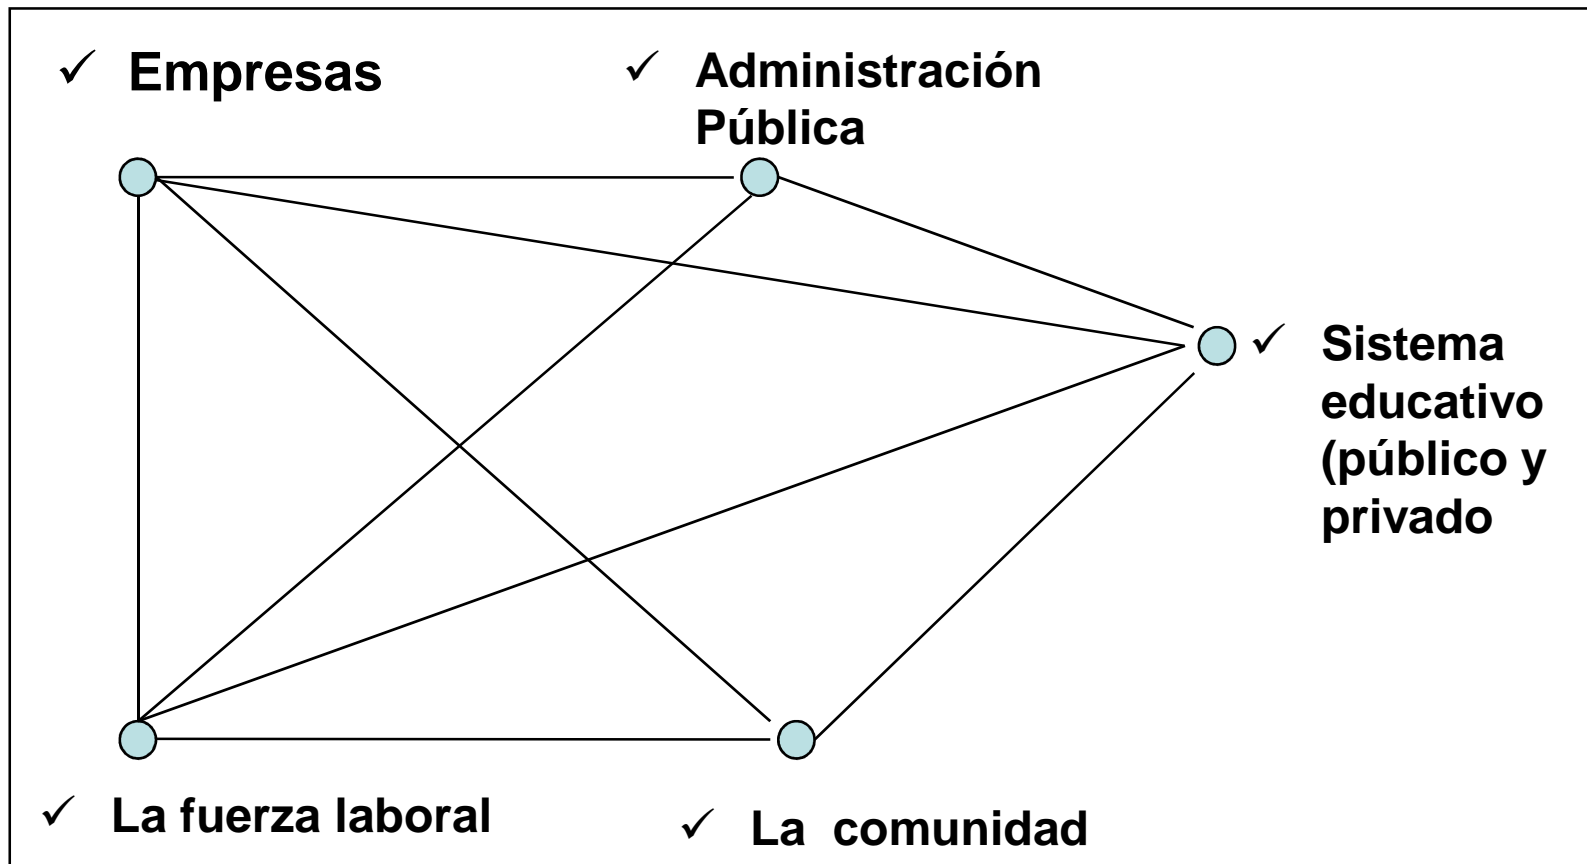 ✓ Empresas
✓ Administración
Pública
✓ Sistema
educativo
(público y
privado
✓ La fuerza laboral
✓ La comunidad